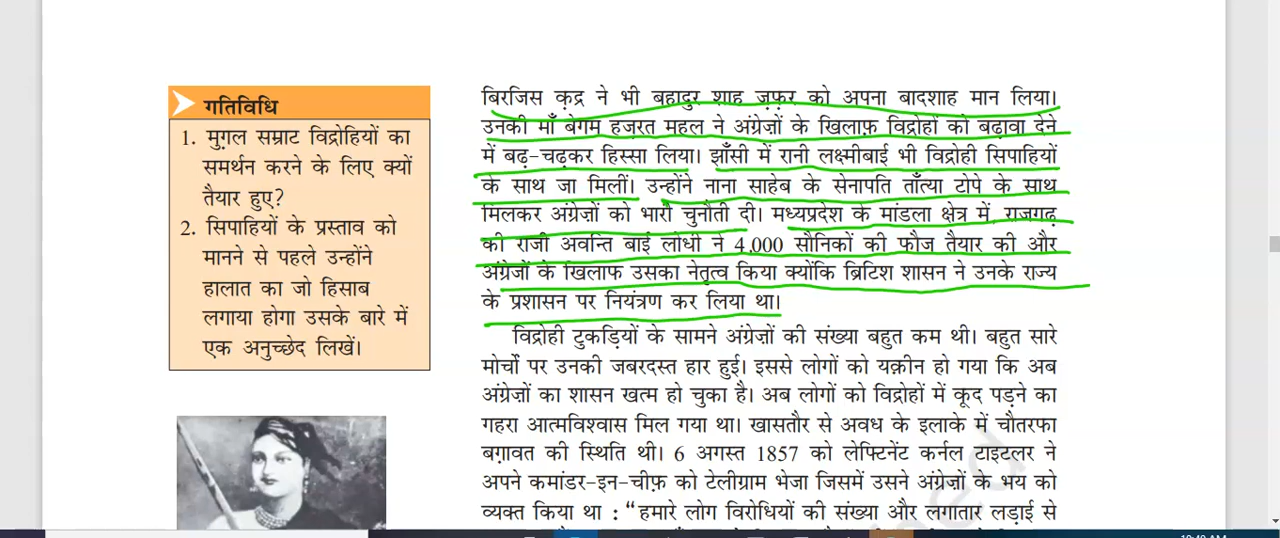 गतिविधि
1. मुग़ल सम्राट विद्रोहियों का
समर्थन करने के लिए क्यों
तैयार हुए?
2. सिपाहियों के प्रस्ताव को
मानने से पहले उन्होंने
हालात का जो हिसाब
लगाया होगा उसके बारे में
एक अनुच्छेद लिखें।
बिरजिस क़द्र ने भी बहादुर शाह ज़फ़र को अपना बादशाह मान लिया।
उनकी माँ बेगम हज़रत महल ने अंग्रेज़ों के खिलाफ़ विद्रोहों को बढ़ावा देने
में बढ़-चढ़कर हिस्सा लिया। झाँसी में रानी लक्ष्मीबाई भी विद्रोही सिपाहियों
के साथ जा मिलीं। उन्होंने नाना साहेब के सेनापति ताँत्या टोपे के साथ
मिलकर अंग्रेज़ों को भारी चुनौती दी। मध्यप्रदेश के मांडला क्षेत्र में, राजगढ़
की राजी अवन्ति बाई लोधी ने 4,000 सौनिकों की फौज तैयार की और
अंग्रेजों के खिलाफ उसका नेतृत्व किया क्योंकि ब्रिटिश शासन ने उनके राज्य
के प्रशासन पर नियंत्रण कर लिया था।
विद्रोही टुकड़ियों के सामने अंग्रेज़ों की संख्या बहुत कम थी। बहुत सारे
मोर्चों पर उनकी जबरदस्त हार हुई। इससे लोगों को यक़ीन हो गया कि अब
अंग्रेज़ों का शासन खत्म हो चुका है। अब लोगों को विद्रोहों में कूद पड़ने का
गहरा आत्मविश्वास मिल गया था। खासतौर से अवध के इलाके में चौतरफा
बग़ावत की स्थिति थी। 6 अगस्त 1857 को लेफ्टिनेंट कर्नल टाइटलर ने
अपने कमांडर-इन-चीफ़ को टेलीग्राम भेजा जिसमें उसने अंग्रेज़ों के भय को
व्यक्त किया था : “हमारे लोग विरोधियों की संख्या और लगातार लड़ाई से